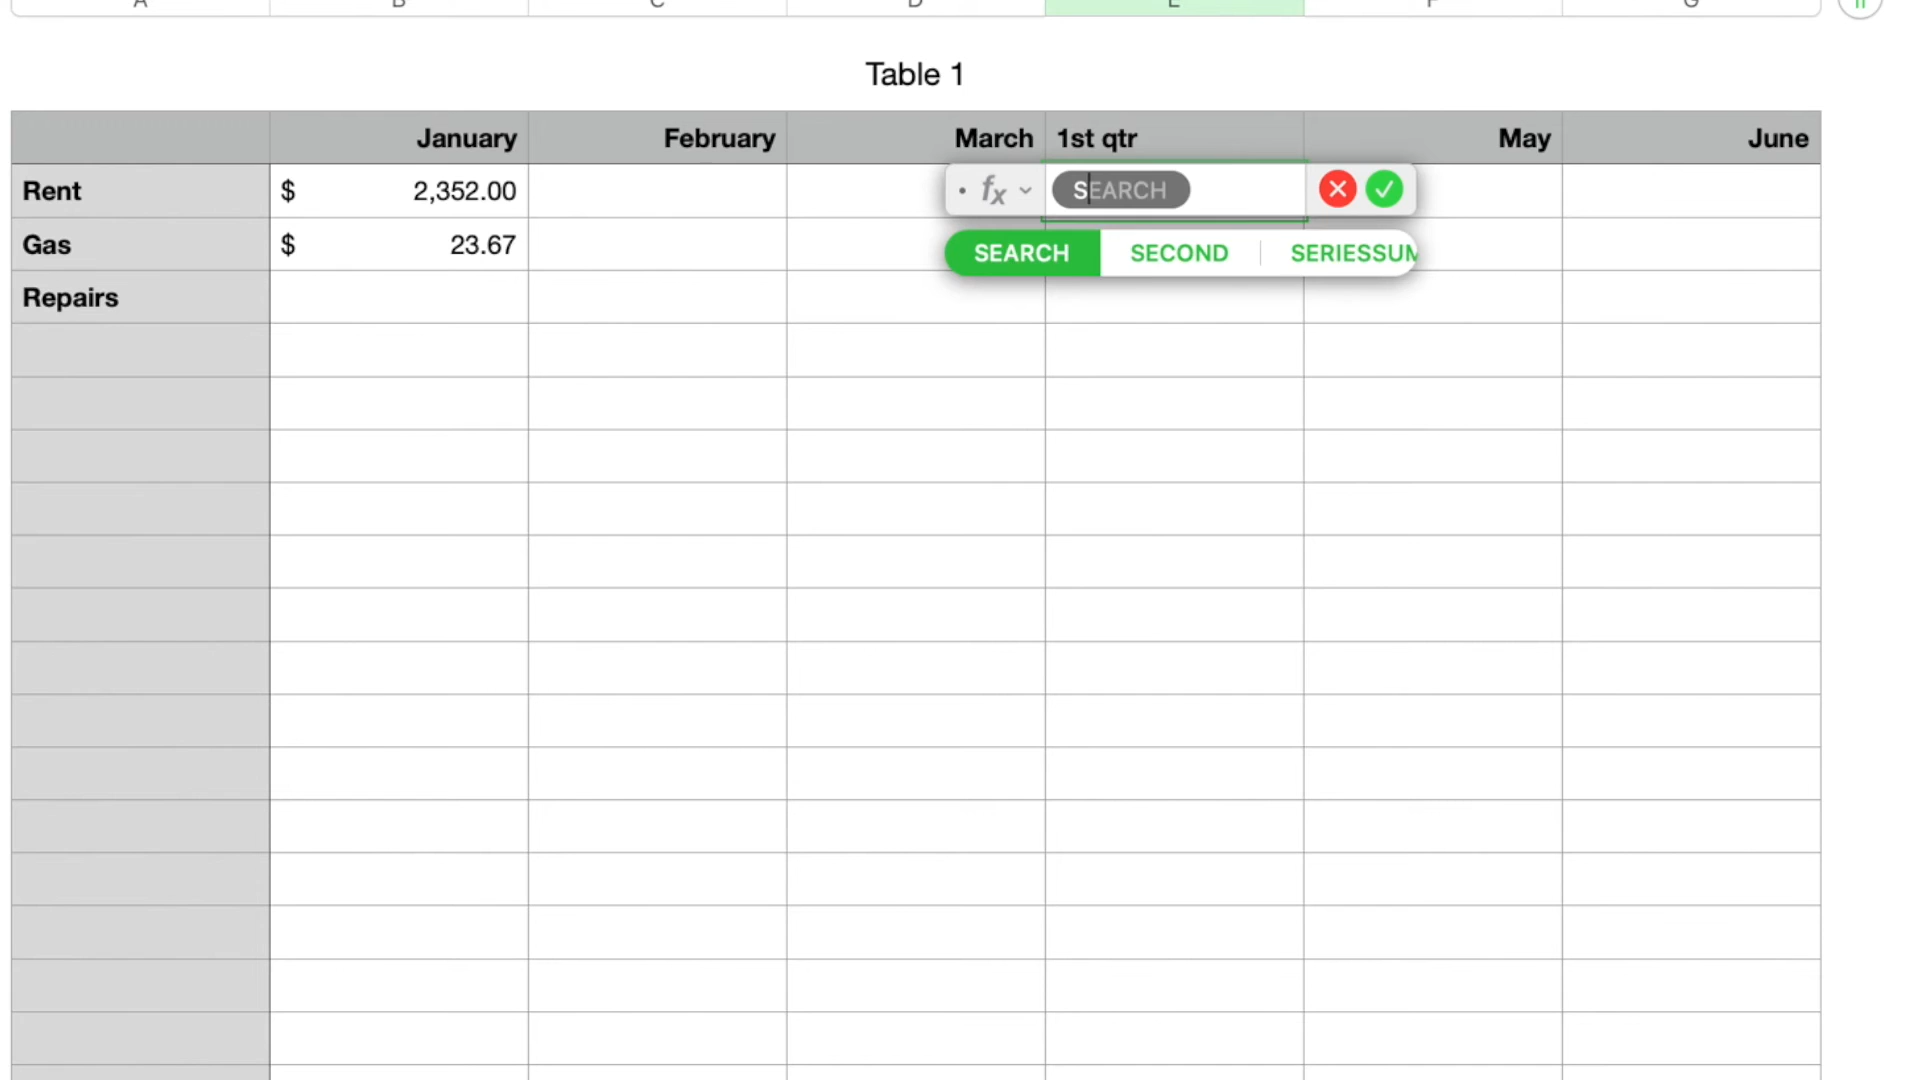 A B C D E F G
Table 1
January February March 1st qtr May June
Rent $ 2,352.00 fx SEARCH
Gas $ 23.67 SEARCH SECOND SERIESSUM
Repairs